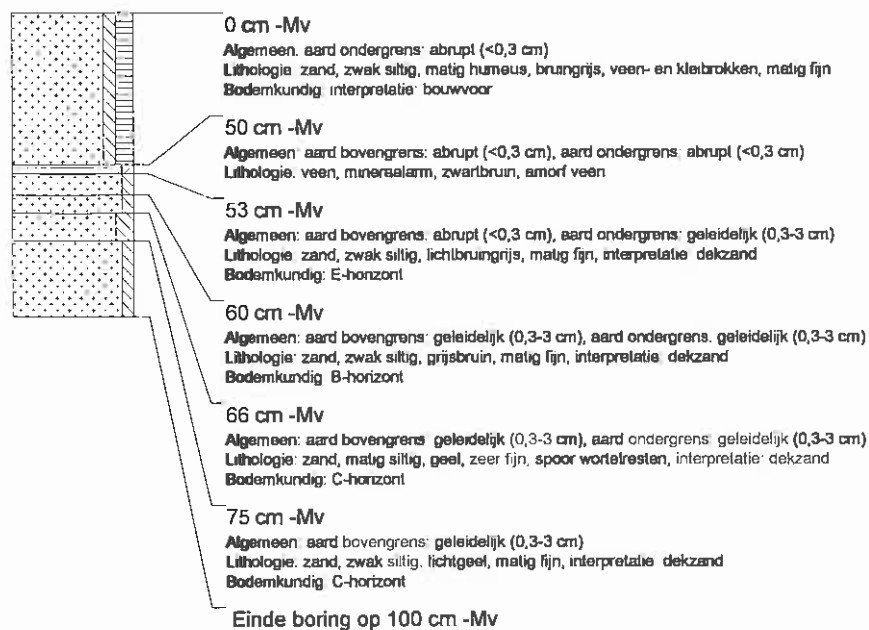 0 cm -Mv
Algemeen: aard ondergrens: abrupt (<0,3 cm)
Lithologie: zand, zwak siltig, matig humeus, bruingrijs, veen- en kleibrokken, matig fijn
Bodemkundig: interpretatie: bouwvoor
50 cm -Mv
Algemeen: aard bovengrens: abrupt (<0,3 cm), aard ondergrens: abrupt (<0,3 cm)
Lithologie: veen, mineraalarm, zwartbruin, amorf veen
53 cm -Mv
Algemeen: aard bovengrens: abrupt (<0,3 cm), aard ondergrens: geleidelijk (0,3-3 cm)
Lithologie: zand, zwak siltig, lichtbruingrijs, matig fijn, interpretatie: dekzand
Bodemkundig: E-horizont
60 cm -Mv
Algemeen: aard bovengrens: geleidelijk (0,3-3 cm), aard ondergrens: geleidelijk (0,3-3 cm)
Lithologie: zand, zwak siltig, grijsbruin, matig fijn, interpretatie: dekzand
Bodemkundig: B-horizont
66 cm -Mv
Algemeen: aard bovengrens: geleidelijk (0,3-3 cm), aard ondergrens: geleidelijk (0,3-3 cm)
Lithologie: zand, matig siltig, geel, zeer fijn, spoor wortelresten, interpretatie: dekzand
Bodemkundig: C-horizont
75 cm -Mv
Algemeen: aard bovengrens: geleidelijk (0,3-3 cm)
Lithologie: zand, zwak siltig, lichtgeel, matig fijn, interpretatie: dekzand
Bodemkundig: C-horizont
Einde boring op 100 cm -Mv